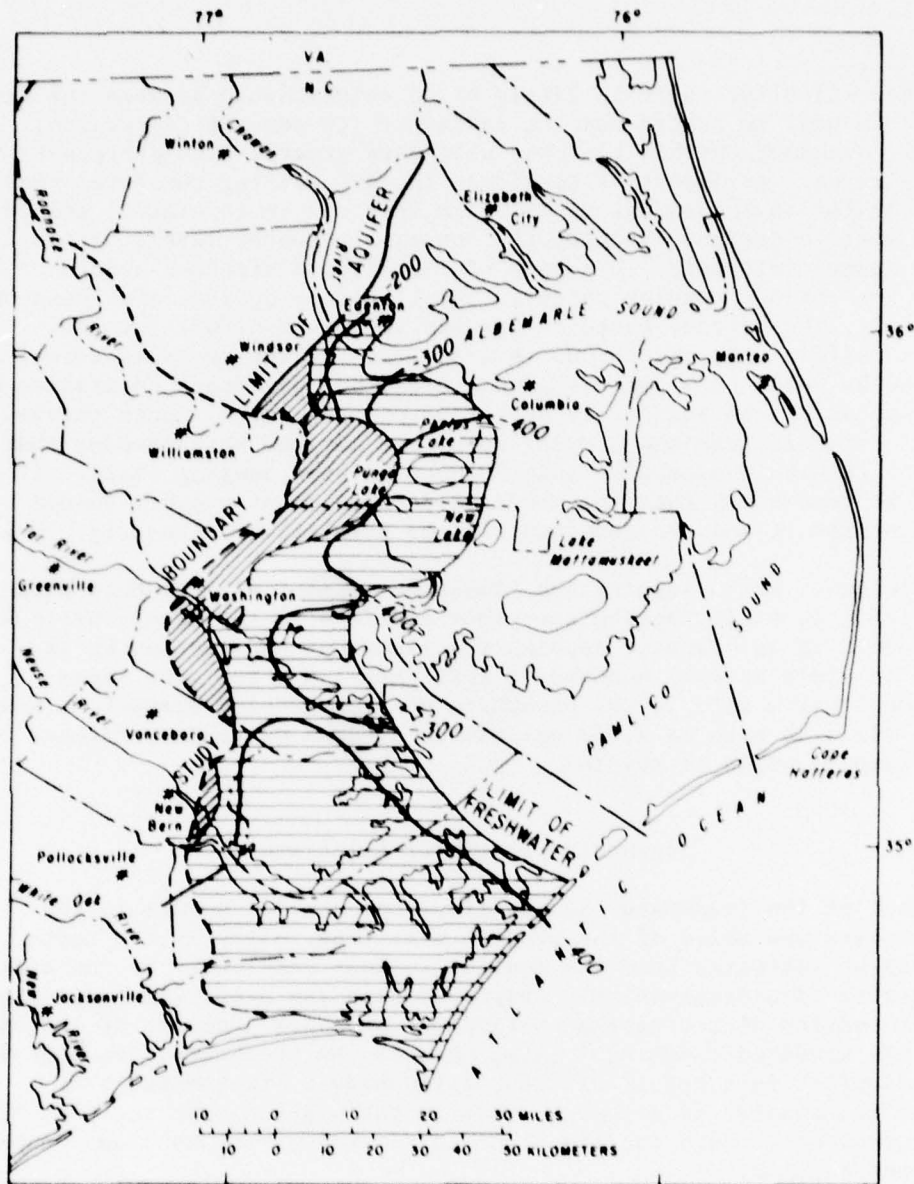 77°
76°
VA
N.C
Winton
CHOWAN
ROANOKE
River
River
Elizabeth
City
AQUIFER
-200
Edenton
LIMIT OF
ALBEMARLE SOUND
36°
-300
Windsor
Manteo
Columbia
-400
Phelps
Lake
Williamston
Pungo
Lake
New
Lake
Lake
Mattamuskeet
BOUNDARY
Tar River
Greenville
Washington
-400
SOUND
Neuse
River
Vanceboro
300
PAMLICO
STUDY
Cape
Hatteras
New
Bern
LIMIT OF
FRESHWATER
OCEAN
35°
Pollocksville
White Oak
River
ATLANTIC
-400
Jacksonville
New
River
10 0 10 20 30 MILES
10 0 10 20 30 40 50 KILOMETERS